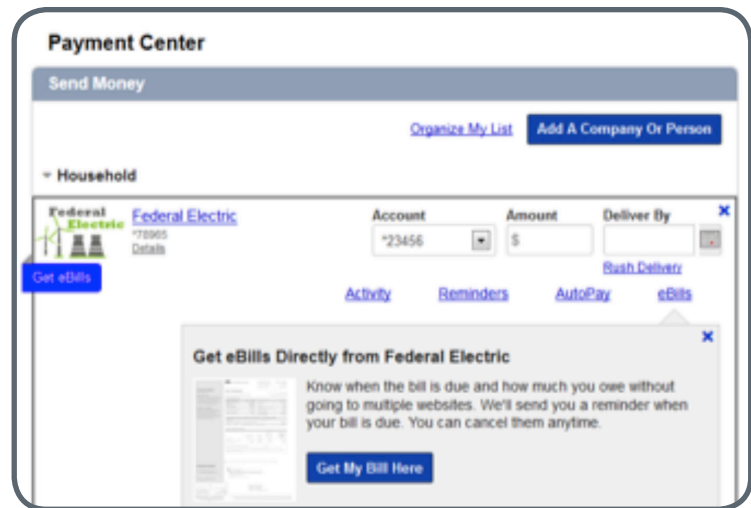 Payment Center
Send Money
Organize My List
Add A Company Or Person
Household
Federal Electric
Federal Electric
*78965
Details
Account
*23456
Amount
$
Deliver By
Rush Delivery
Get eBills
Activity
Reminders
AutoPay
eBills
Get eBills Directly from Federal Electric
Know when the bill is due and how much you owe without
going to multiple websites. We'll send you a reminder when
your bill is due. You can cancel them anytime.
Get My Bill Here